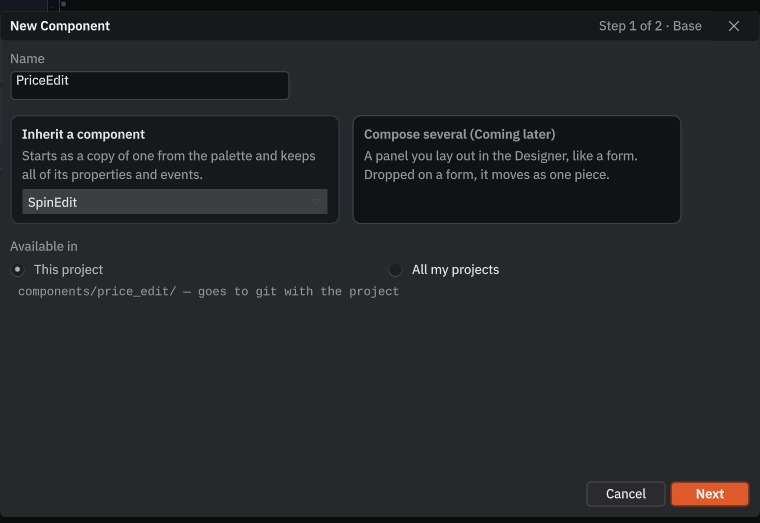 New Component
Step 1 of 2 · Base
Name
PriceEdit
Inherit a component
Starts as a copy of one from the palette and keeps
all of its properties and events.
SpinEdit
Compose several (Coming later)
A panel you lay out in the Designer, like a form.
Dropped on a form, it moves as one piece.
Available in
This project
All my projects
components/price_edit/ — goes to git with the project
Cancel
Next